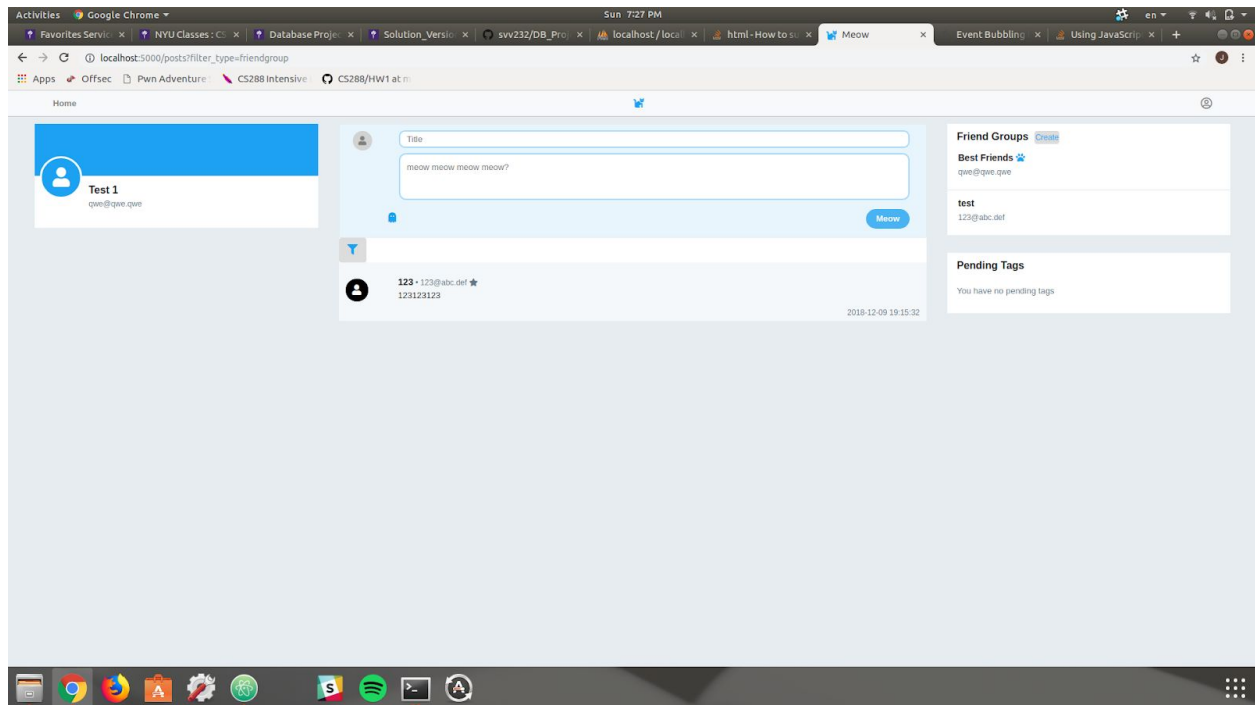 Activities Google Chrome Sun 7:27 PM en
Favorites Servic NYU Classes : CS Database Projec Solution_Versio svv232/DB_Proj localhost / local html - How to su Meow Event Bubbling Using JavaScrip
localhost:5000/posts?filter_type=friendgroup J
Apps Offsec Pwn Adventure CS288 Intensive CS288/HW1 at m
Home
Test 1
qwe@qwe.qwe
Title
meow meow meow meow?
Meow
123 • 123@abc.def
123123123
2018-12-09 19:15:32
Friend Groups Create
Best Friends
qwe@qwe.qwe
test
123@abc.def
Pending Tags
You have no pending tags